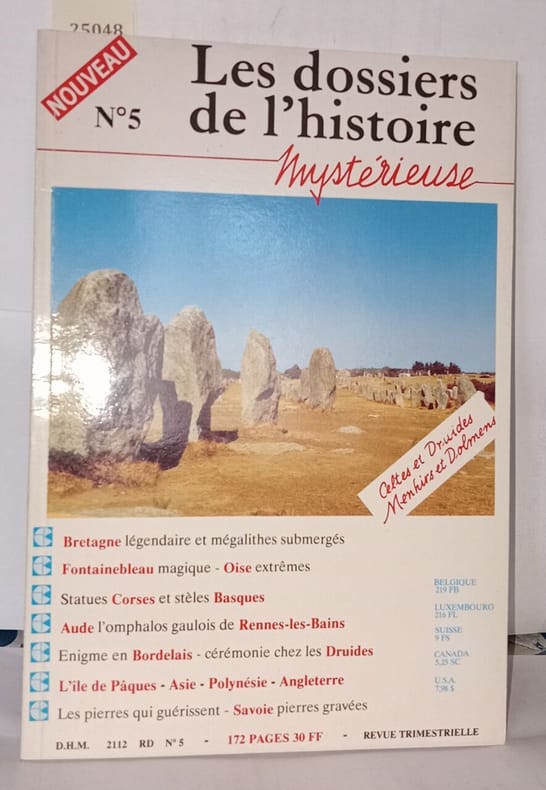 25048
NOUVEAU
N°5
Les dossiers
de l'histoire
mystérieuse
Celtes et Druides
Menhirs et Dolmens
Bretagne légendaire et mégalithes submergés
Fontainebleau magique - Oise extrêmes
Statues Corses et stèles Basques
Aude l'omphalos gaulois de Rennes-les-Bains
Enigme en Bordelais - cérémonie chez les Druides
L'île de Pâques - Asie - Polynésie - Angleterre
Les pierres qui guérissent - Savoie pierres gravées
BELGIQUE
219 FB
LUXEMBOURG
216 FL
SUISSE
9 FS
CANADA
5,25 SC
U.S.A.
7,98 $
D.H.M. 2112 RD N° 5 - 172 PAGES 30 FF - REVUE TRIMESTRIELLE